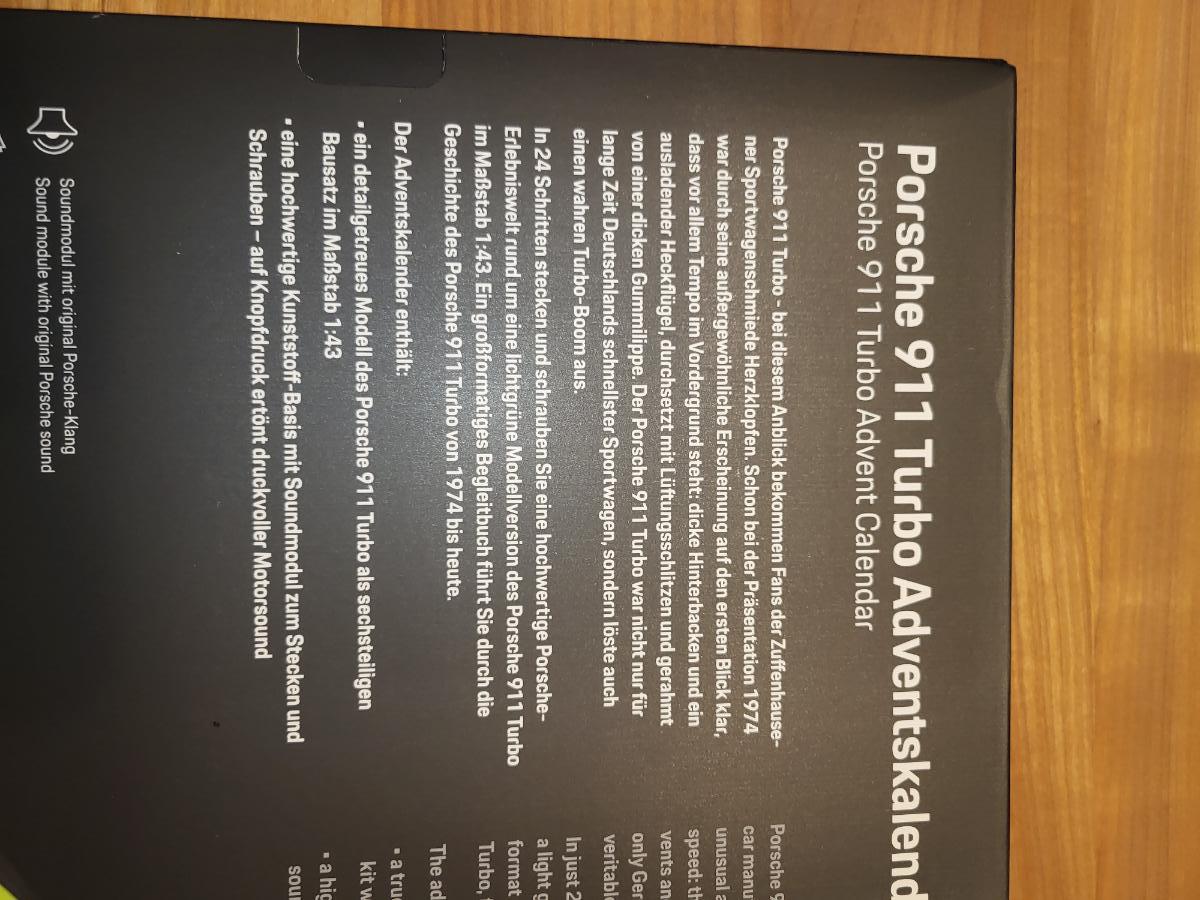 Porsche 911 Turbo Adventskalend
Porsche 911 Turbo Advent Calendar
Porsche 911 Turbo - bei diesem Anblick bekommen Fans der Zuffenhause-
ner Sportwagenschmiede Herzklopfen. Schon bei der Präsentation 1974
war durch seine außergewöhnliche Erscheinung auf den ersten Blick klar,
dass vor allem Tempo im Vordergrund steht: dicke Hinterbacken und ein
ausladender Heckflügel, durchsetzt mit Lüftungsschlitzen und gerahmt
von einer dicken Gummilippe. Der Porsche 911 Turbo war nicht nur für
lange Zeit Deutschlands schnellster Sportwagen, sondern löste auch
einen wahren Turbo-Boom aus.
In 24 Schritten stecken und schrauben Sie eine hochwertige Porsche-
Erlebniswelt rund um eine lichtgrüne Modellversion des Porsche 911 Turbo
im Maßstab 1:43. Ein großformatiges Begleitbuch führt Sie durch die
Geschichte des Porsche 911 Turbo von 1974 bis heute.
Der Adventskalender enthält:
▪ ein detailgetreues Modell des Porsche 911 Turbo als sechsteiligen
Bausatz im Maßstab 1:43
▪ eine hochwertige Kunststoff-Basis mit Soundmodul zum Stecken und
Schrauben – auf Knopfdruck ertönt druckvoller Motorsound
Soundmodul mit original Porsche-Klang
Sound module with original Porsche sound
Porsche 9
car manu
unusual a
speed: th
vents an
only Ger
veritable
In just 2
a light g
format
Turbo,
The ad
▪ a true
kit w
▪ a hig
sou